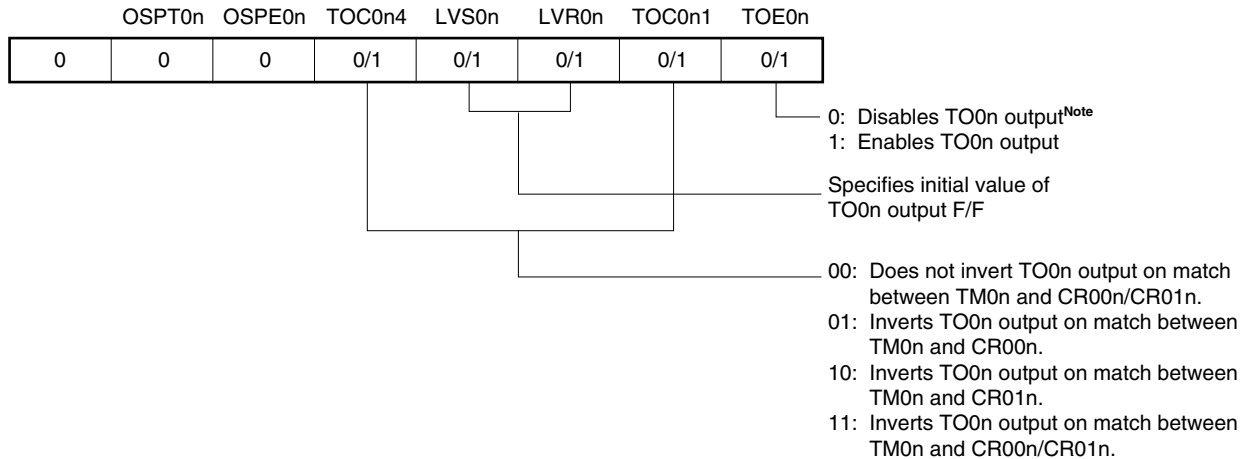 OSPT0n OSPE0n TOC0n4 LVS0n LVR0n TOC0n1 TOE0n
0 0 0 0/1 0/1 0/1 0/1 0/1
0: Disables TO0n outputNote
1: Enables TO0n output
Specifies initial value of
TO0n output F/F
00: Does not invert TO0n output on match
between TM0n and CR00n/CR01n.
01: Inverts TO0n output on match between
TM0n and CR00n.
10: Inverts TO0n output on match between
TM0n and CR01n.
11: Inverts TO0n output on match between
TM0n and CR00n/CR01n.